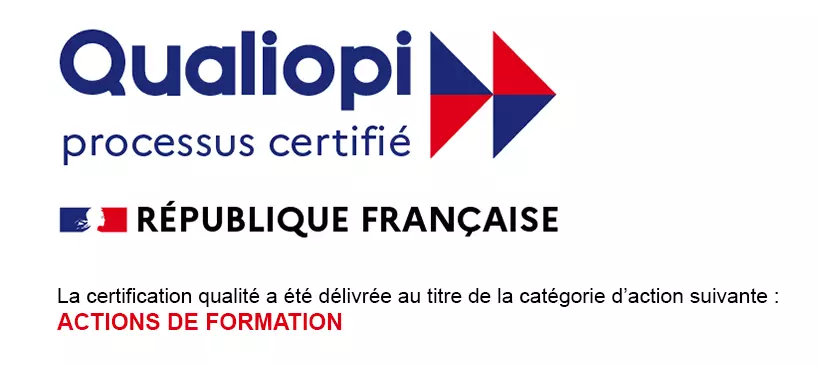 Qualiopi
processus certifié
RÉPUBLIQUE FRANÇAISE
La certification qualité a été délivrée au titre de la catégorie d’action suivante :
ACTIONS DE FORMATION